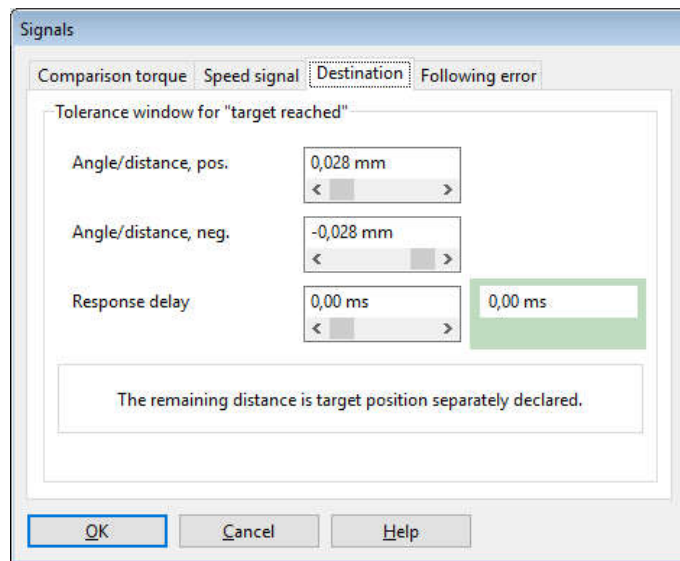 Signals
Comparison torque Speed signal Destination Following error
Tolerance window for "target reached"
Angle/distance, pos. 0,028 mm
Angle/distance, neg. -0,028 mm
Response delay 0,00 ms 0,00 ms
The remaining distance is target position separately declared.
OK Cancel Help